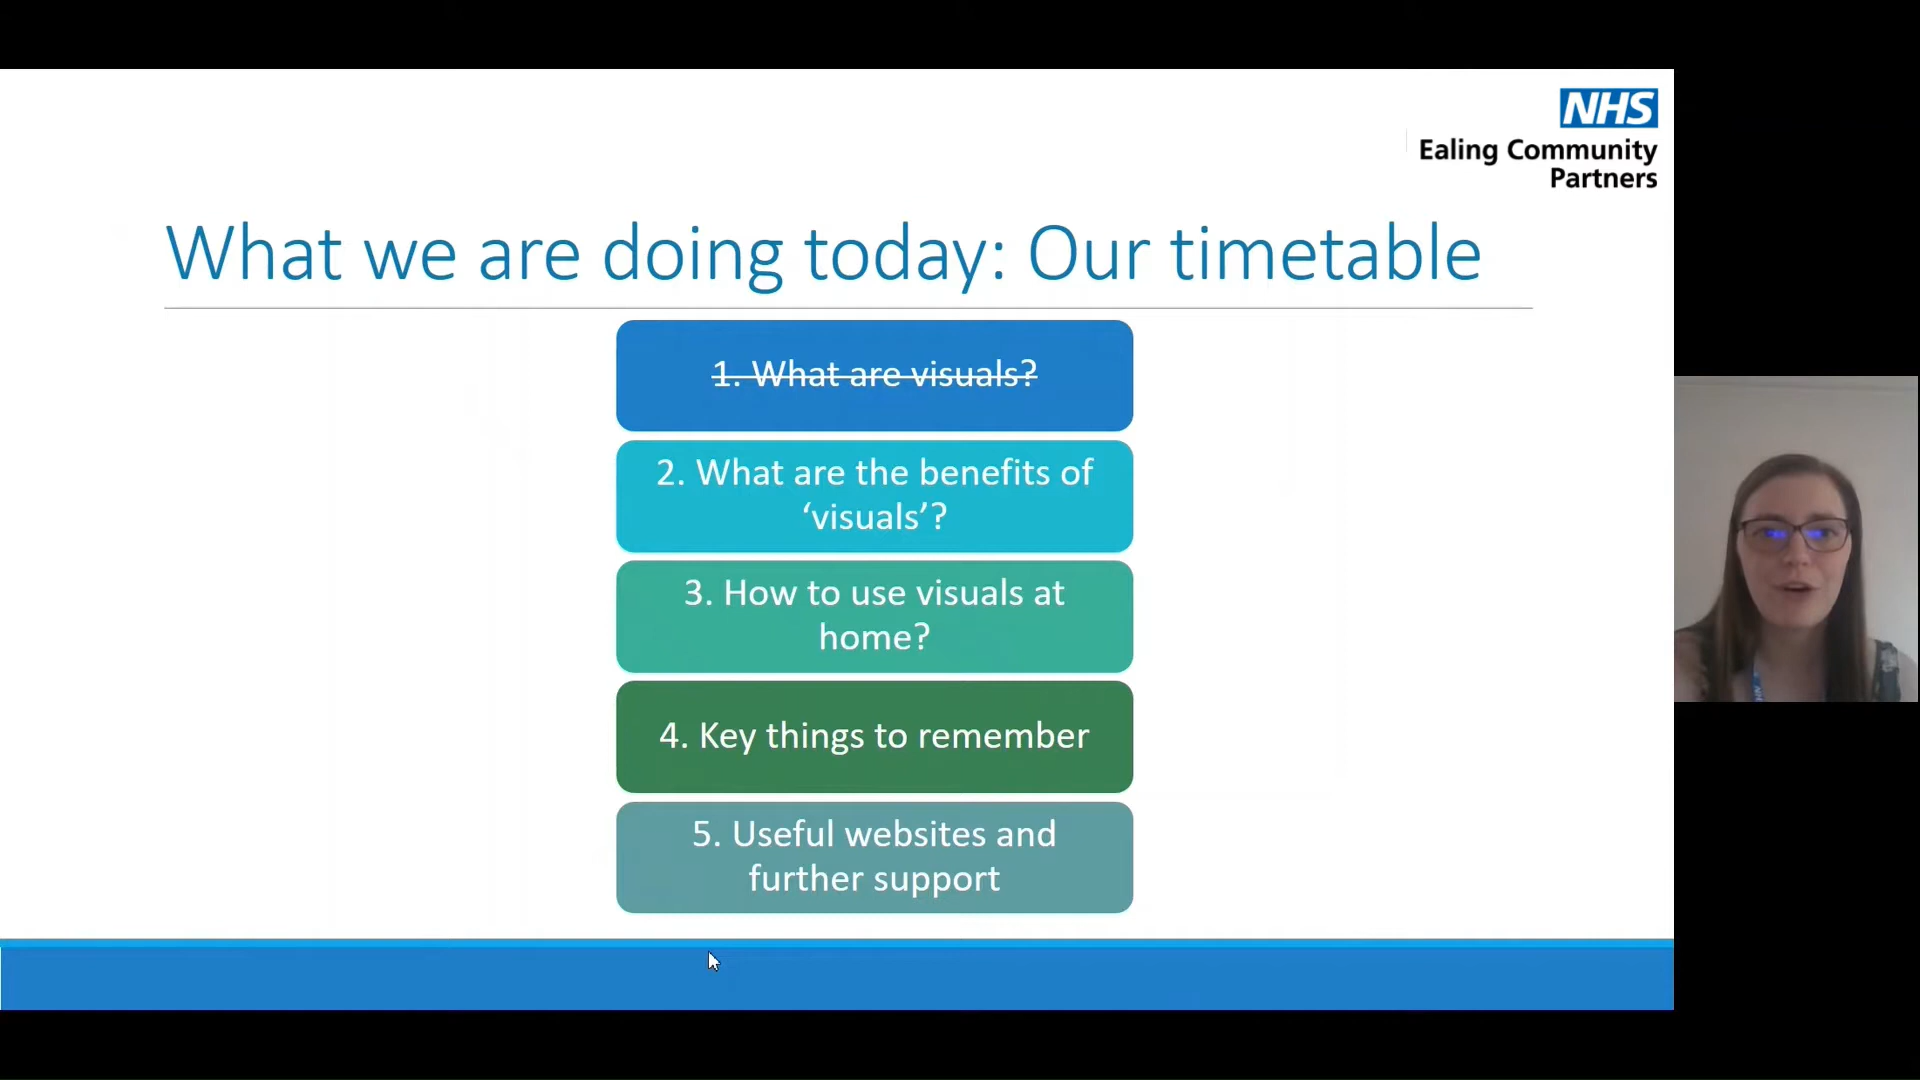 NHS
Ealing Community
Partners
What we are doing today: Our timetable
1. What are visuals?
2. What are the benefits of
‘visuals’?
3. How to use visuals at
home?
4. Key things to remember
5. Useful websites and
further support